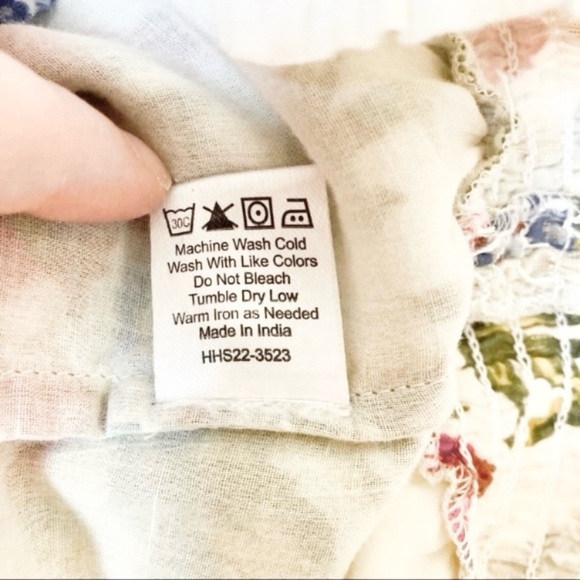 30C
Machine Wash Cold
Wash With Like Colors
Do Not Bleach
Tumble Dry Low
Warm Iron as Needed
Made In India
HHS22-3523